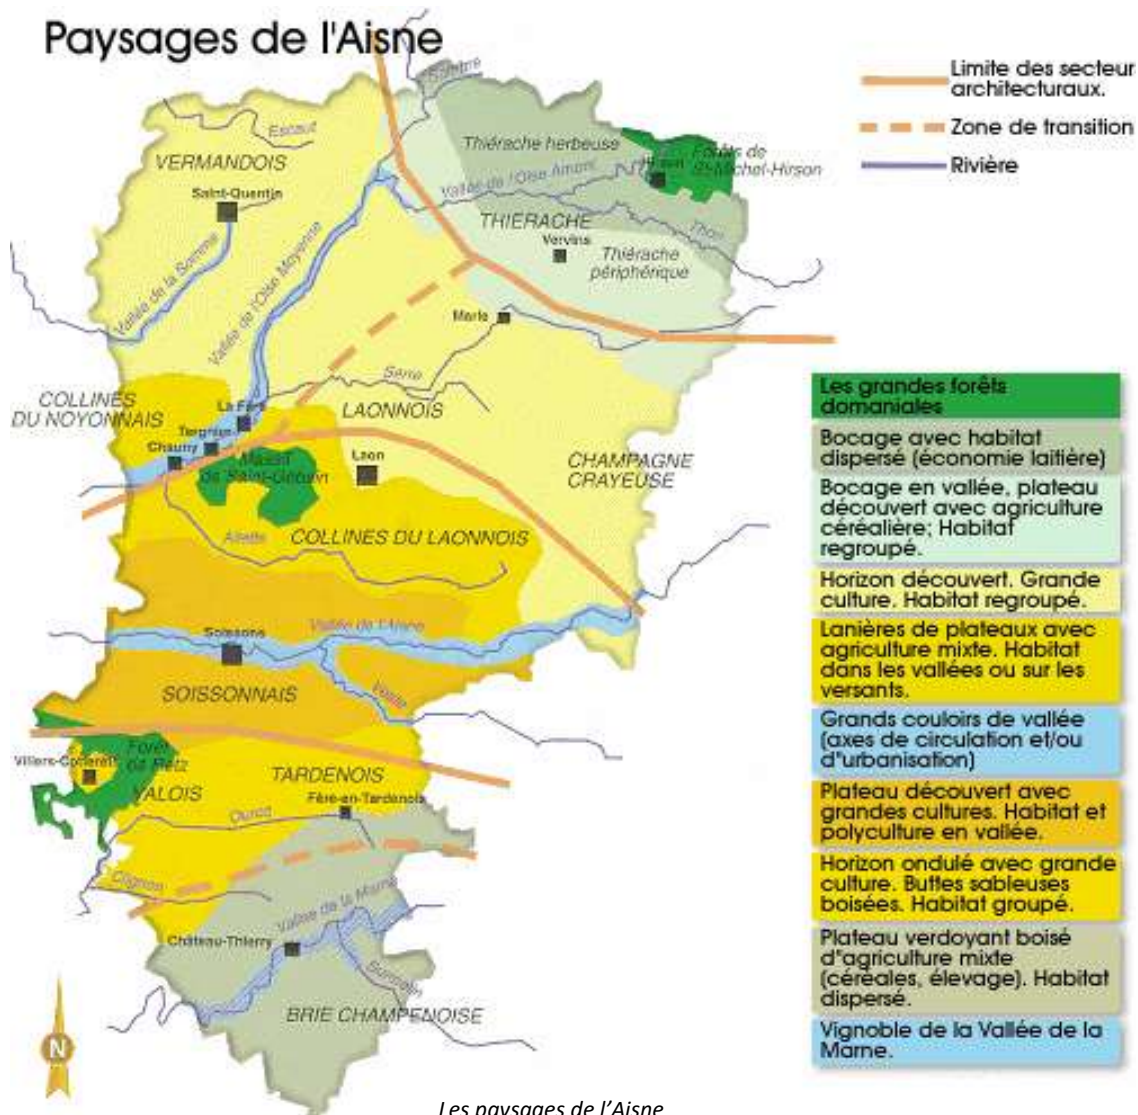 Paysages de l'Aisne
Limite des secteur
architecturaux.
Zone de transition
Rivière
Sambre
Escaut
VERMANDOIS
Saint-Quentin
Thiérache herbeuse
Forêts de
St-Michel-Hirson
Hirson
Vallée de l'Oise Amont
THIERACHE
Vervins
Thon
Thiérache
périphérique
Vallée de la Somme
Vallée de l'Oise Moyenne
Marle
Serre
COLLINES
DU NOYONNAIS
La Fère
Tergnier
Chauny
LAONNOIS
Laon
Massif
de Saint-Gobain
CHAMPAGNE
CRAYEUSE
Ailette
COLLINES DU LAONNOIS
Soissons
Vallée de l'Aisne
SOISSONNAIS
Vesle
Villers-Cotterêts
Forêt
de Retz
VALOIS
TARDENOIS
Fère-en-Tardenois
Ourcq
Clignon
Vallée de la Marne
Château-Thierry
Surmelin
BRIE CHAMPENOISE
N
Les grandes forêts
domaniales
Bocage avec habitat
dispersé (économie laitière)
Bocage en vallée, plateau
découvert avec agriculture
céréalière; Habitat
regroupé.
Horizon découvert. Grande
culture. Habitat regroupé.
Lanières de plateaux avec
agriculture mixte. Habitat
dans les vallées ou sur les
versants.
Grands couloirs de vallée
(axes de circulation et/ou
d"urbanisation)
Plateau découvert avec
grandes cultures. Habitat et
polyculture en vallée.
Horizon ondulé avec grande
culture. Buttes sableuses
boisées. Habitat groupé.
Plateau verdoyant boisé
d"agriculture mixte
(céréales, élevage). Habitat
dispersé.
Vignoble de la Vallée de la
Marne.
Les paysages de l'Aisne